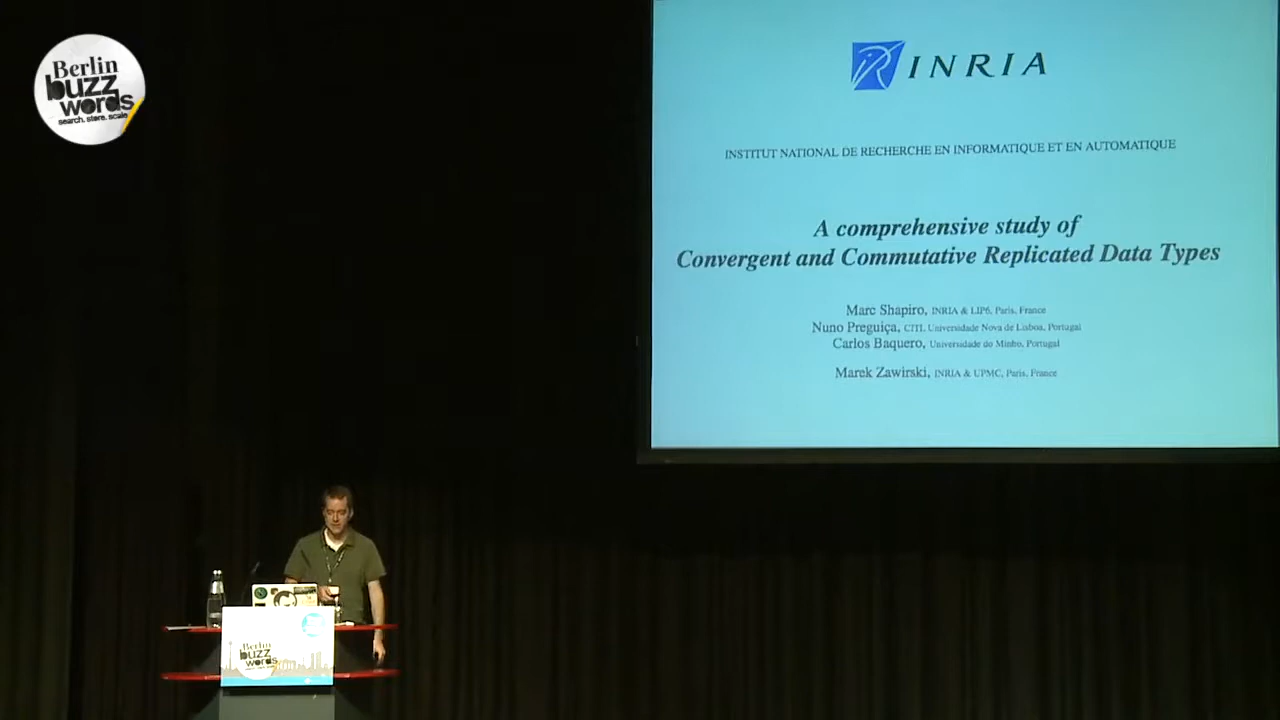 Berlin
buzz
words
search. store. scale
INRIA
INSTITUT NATIONAL DE RECHERCHE EN INFORMATIQUE ET EN AUTOMATIQUE
A comprehensive study of
Convergent and Commutative Replicated Data Types
Marc Shapiro, INRIA & LIP6, Paris, France
Nuno Preguiça, CITI, Universidade Nova de Lisboa, Portugal
Carlos Baquero, Universidade do Minho, Portugal
Marek Zawirski, INRIA & UPMC, Paris, France
Berlin
buzz
words